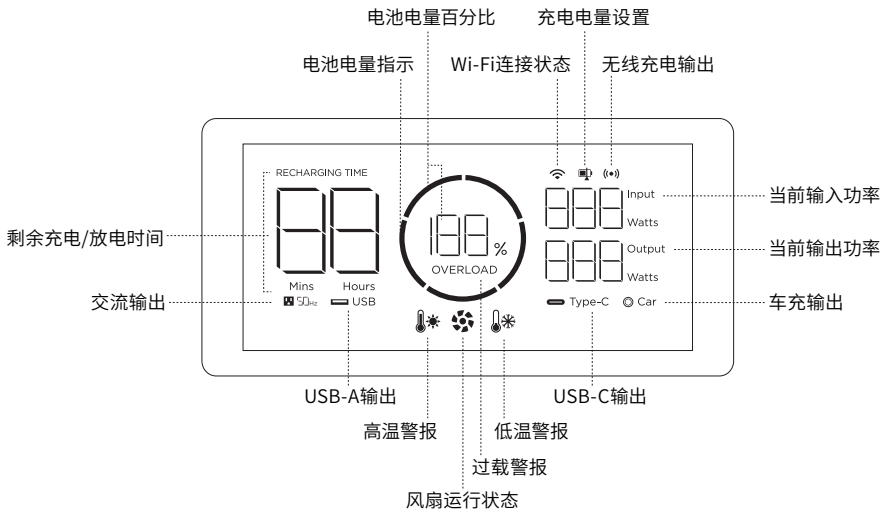 电池电量百分比
充电电量设置
电池电量指示
Wi-Fi连接状态
无线充电输出
RECHARGING TIME
88
Mins
Hours
188%
OVERLOAD
888
Input
Watts
888
Output
Watts
50Hz
USB
Type-C
Car
剩余充电/放电时间
交流输出
当前输入功率
当前输出功率
车充输出
USB-A输出
USB-C输出
高温警报
低温警报
过载警报
风扇运行状态